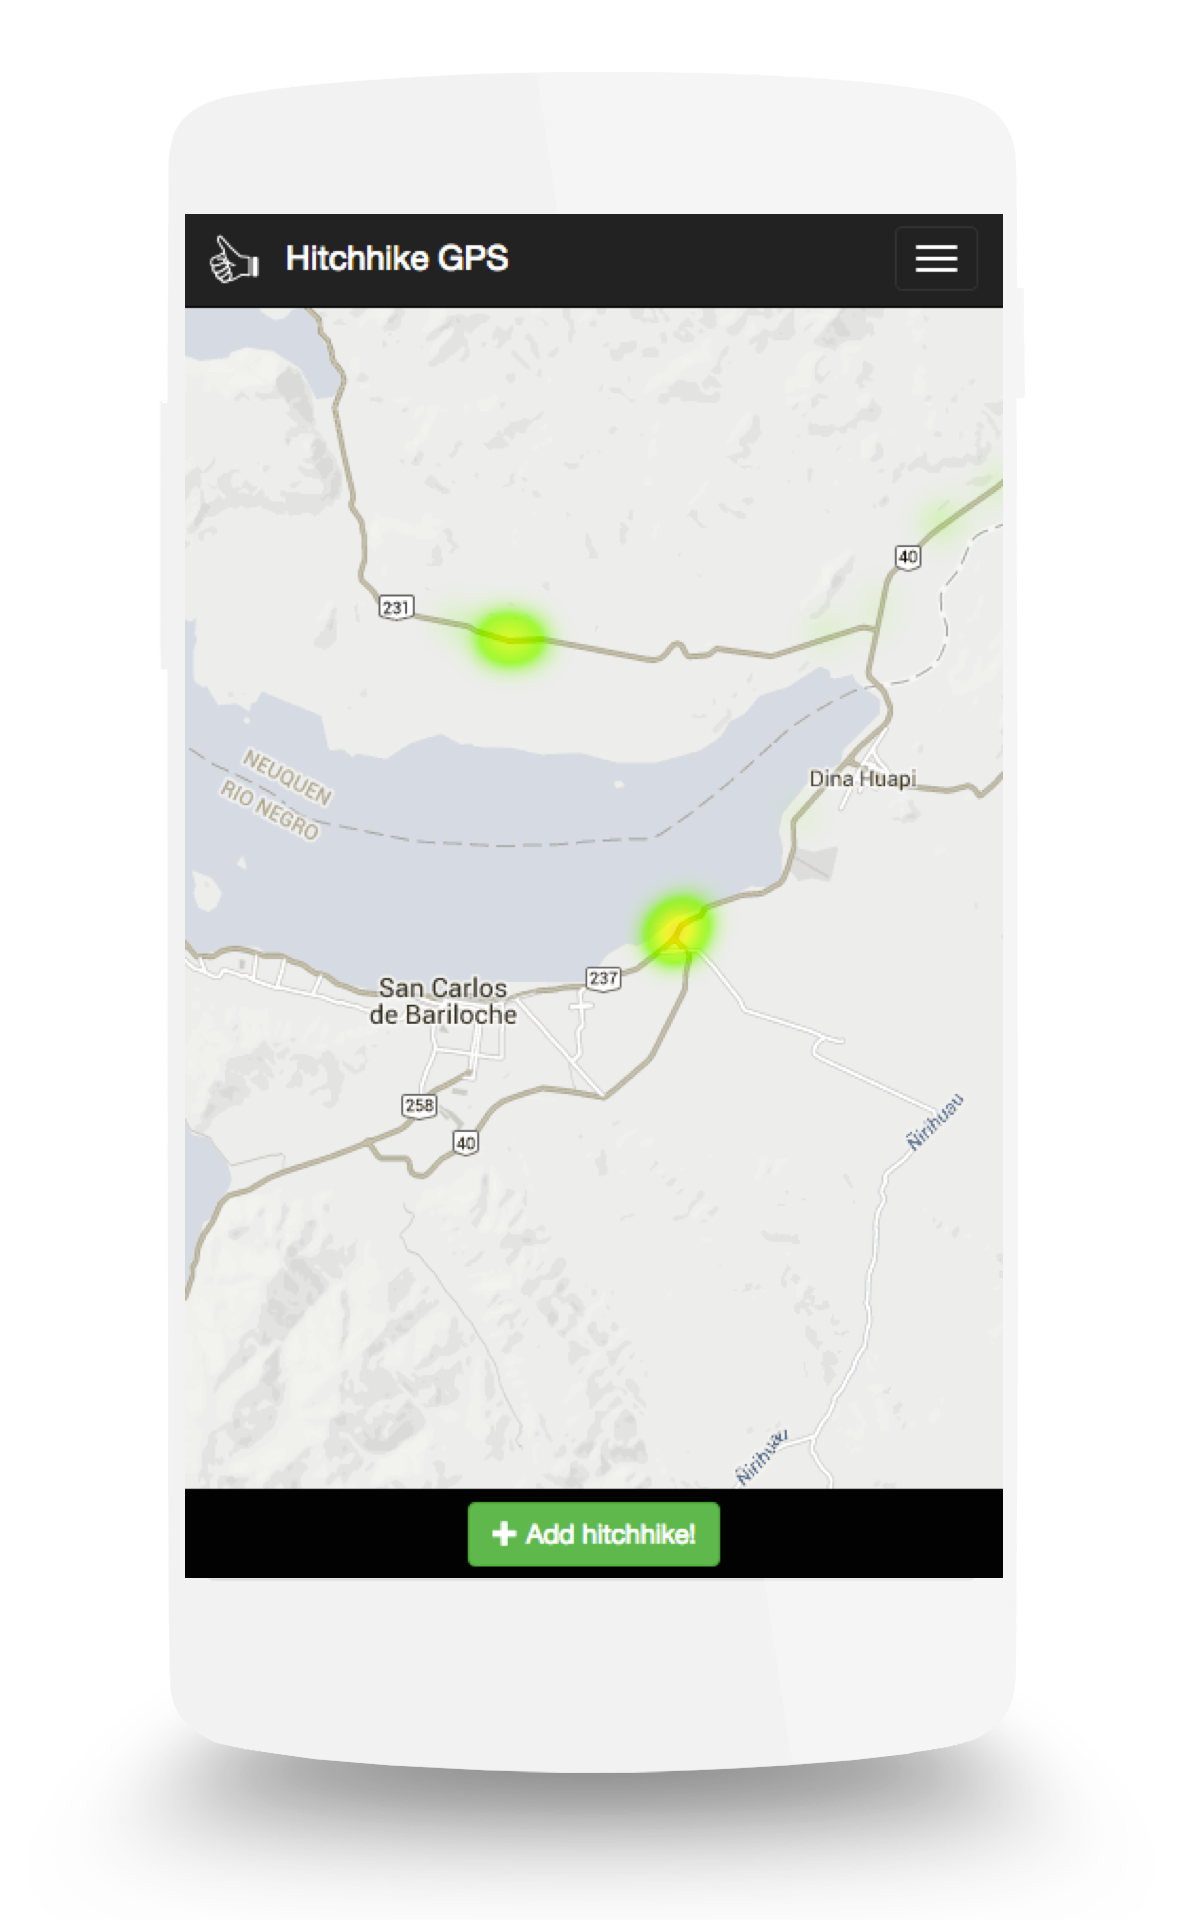 Hitchhike GPS
40
231
NEUQUEN
RIO NEGRO
Dina Huapi
237
San Carlos
de Bariloche
258
40
Ñirihuau
Ñirihuau
+ Add hitchhike!